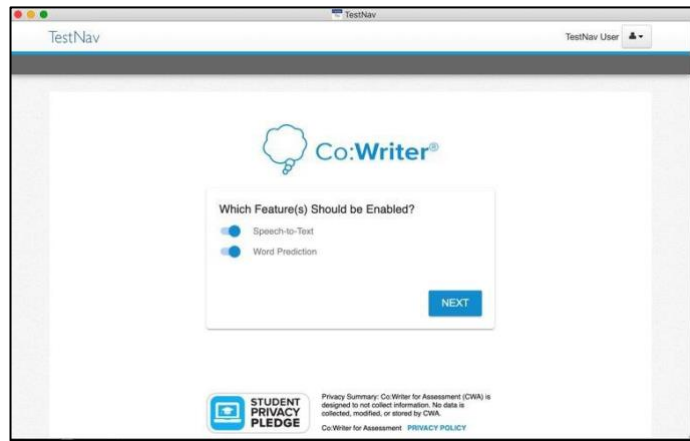 TestNav
TestNav
TestNav User
Co:Writer®
Which Feature(s) Should be Enabled?
Speech-to-Text
Word Prediction
NEXT
STUDENT
PRIVACY
PLEDGE
Privacy Summary: Co:Writer for Assessment (CWA) is
designed to not collect information. No data is
collected, modified, or stored by CWA.
Co:Writer for Assessment PRIVACY POLICY